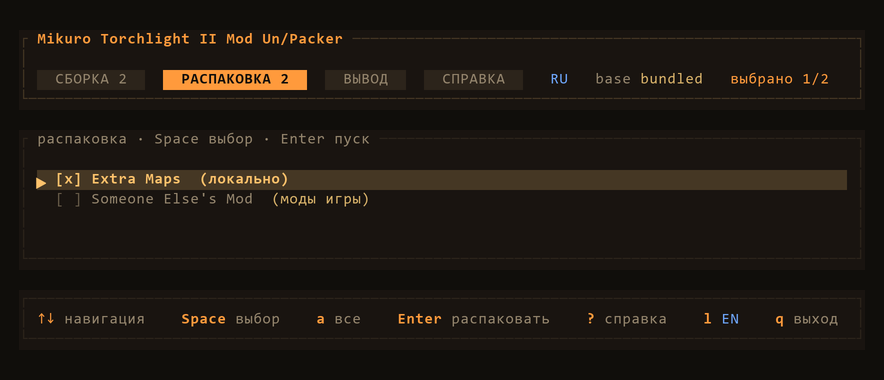 Mikuro Torchlight II Mod Un/Packer
СБОРКА 2 РАСПАКОВКА 2 ВЫВОД СПРАВКА RU base bundled выбрано 1/2
распаковка · Space выбор · Enter пуск
▶ [x] Extra Maps (локально)
[ ] Someone Else's Mod (моды игры)
↑↓ навигация Space выбор a все Enter распаковать ? справка l EN q выход